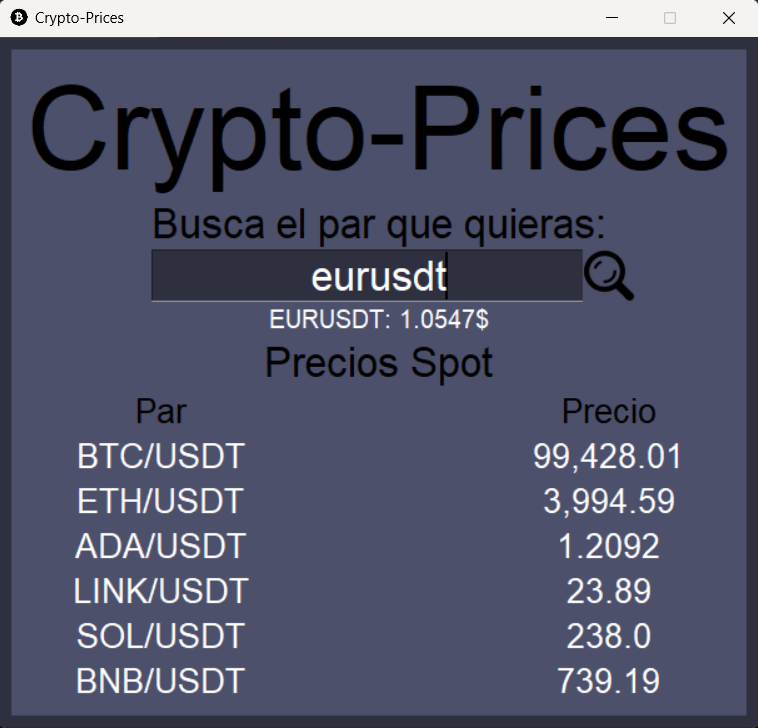 Crypto-Prices
Crypto-Prices
Busca el par que quieras:
eurusdt
EURUSDT: 1.0547$
Precios Spot
Par Precio
BTC/USDT 99,428.01
ETH/USDT 3,994.59
ADA/USDT 1.2092
LINK/USDT 23.89
SOL/USDT 238.0
BNB/USDT 739.19